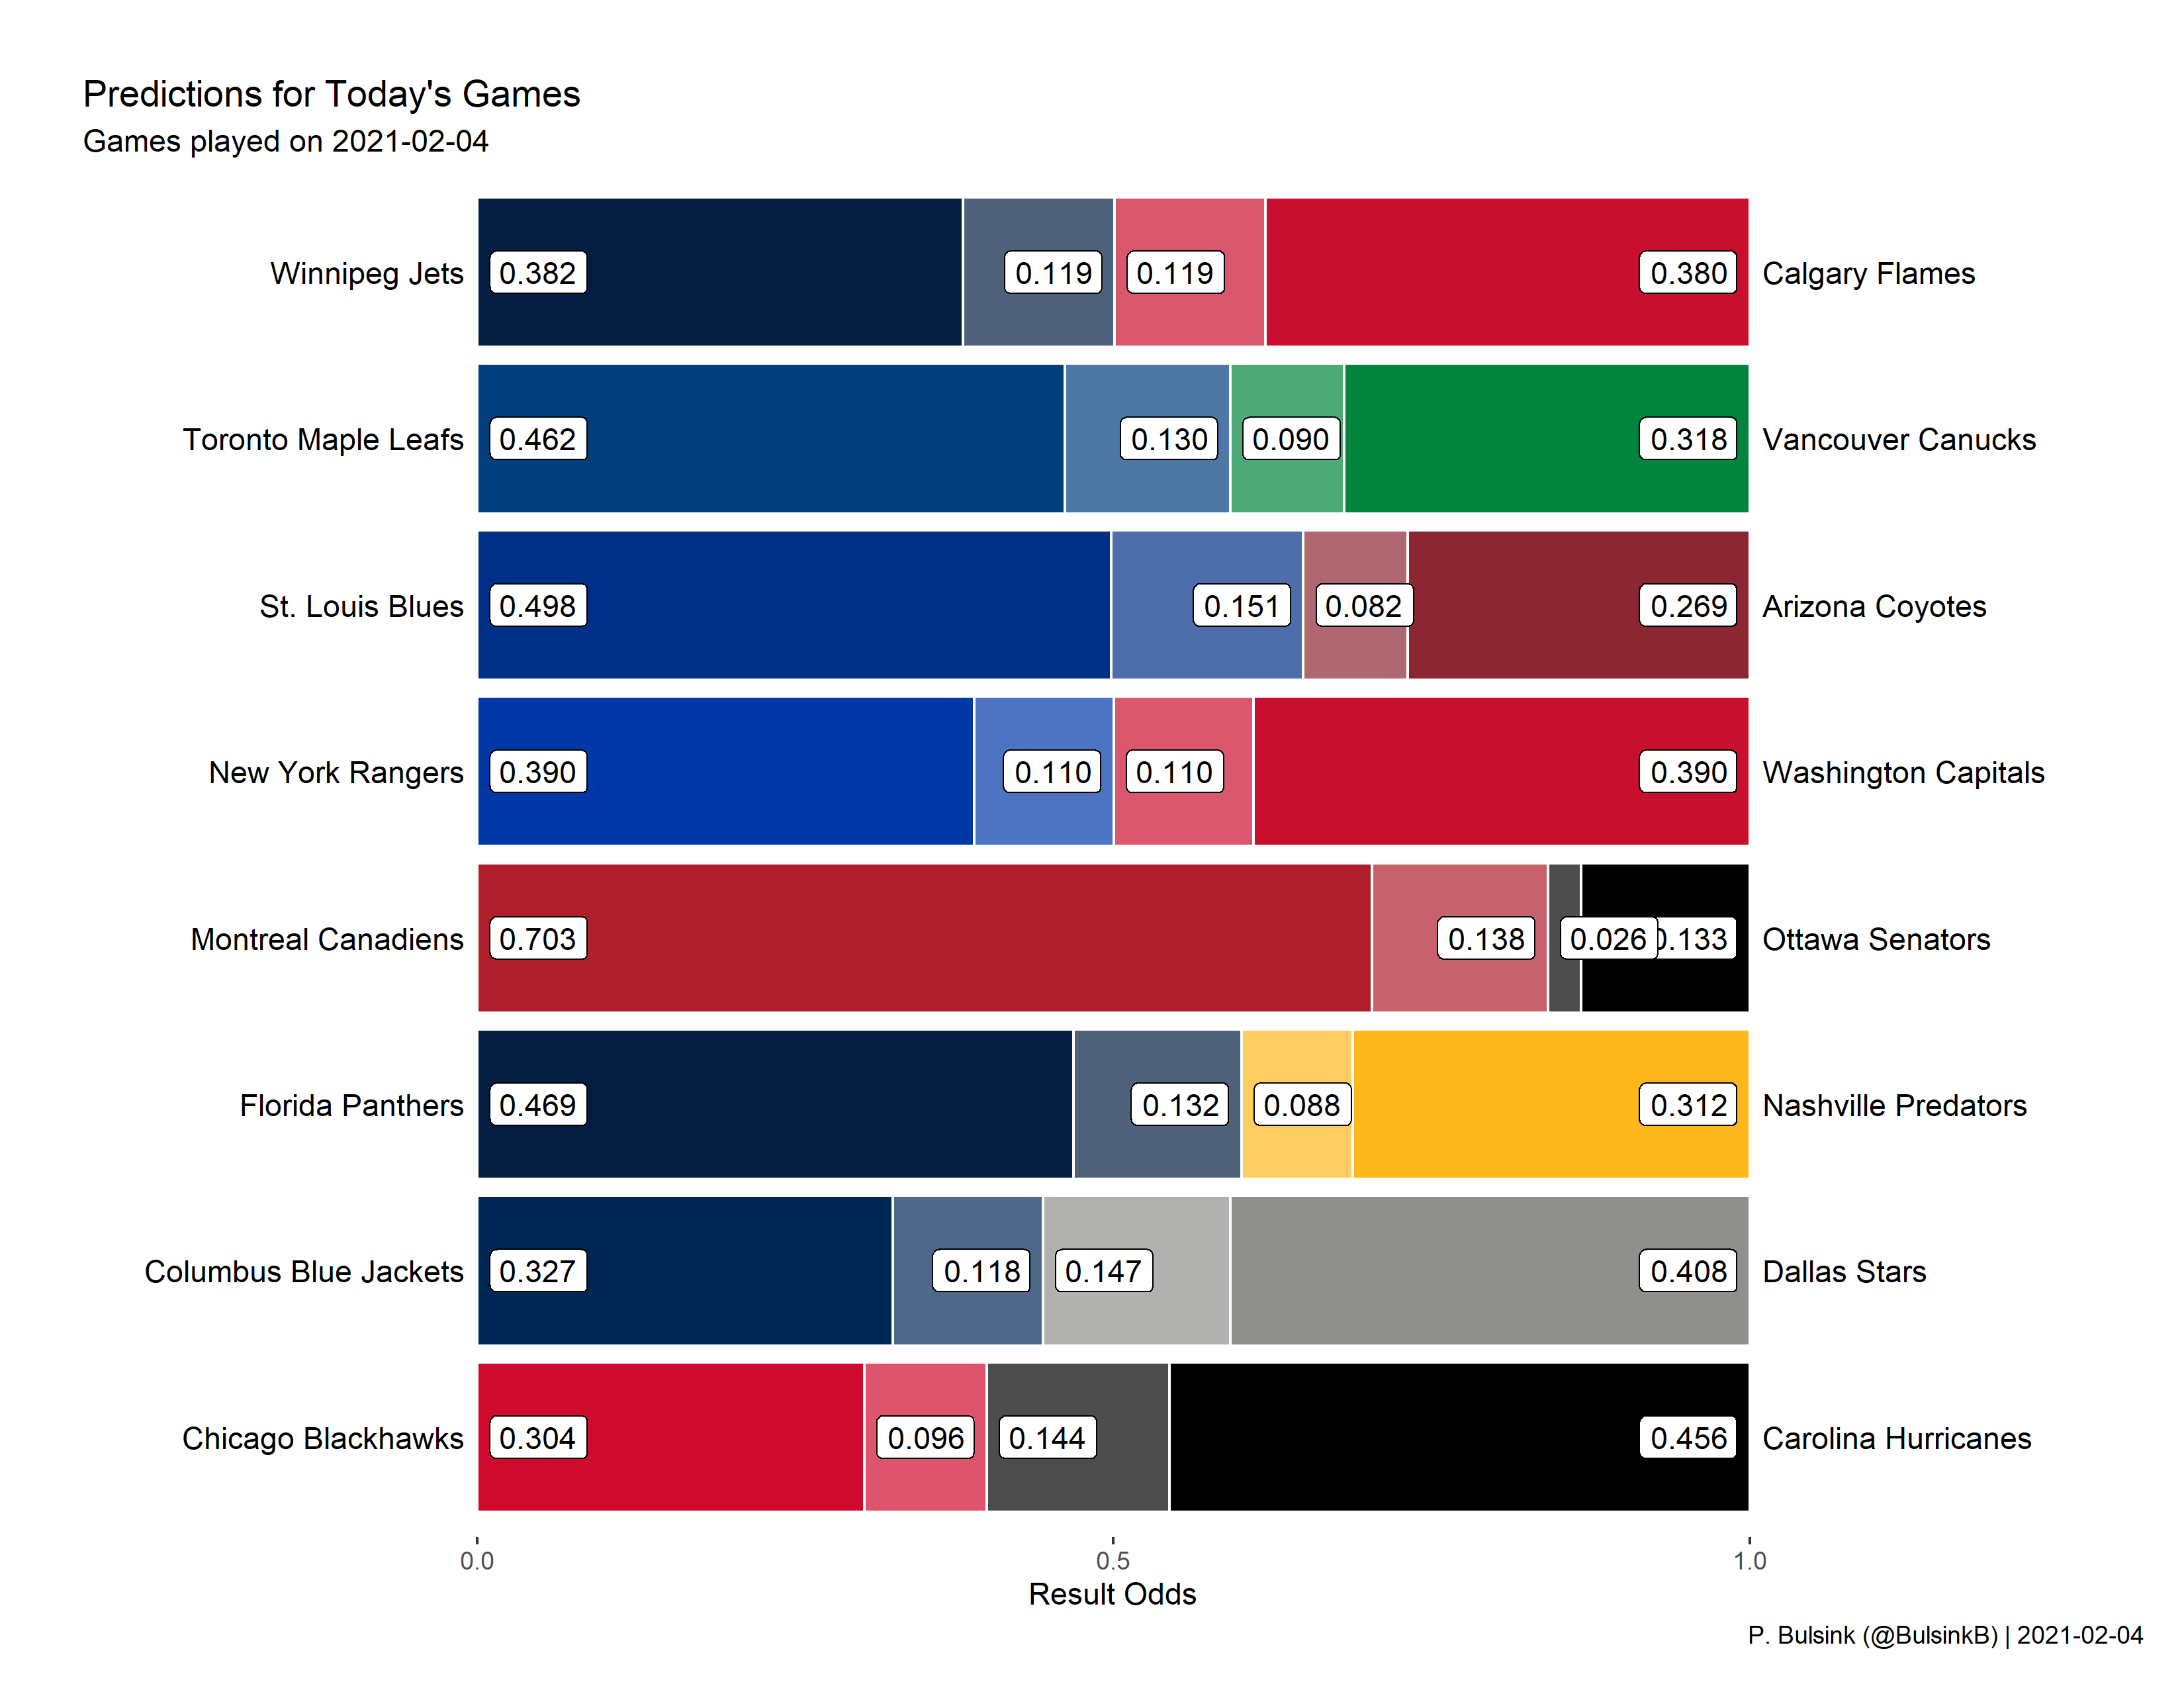 Predictions for Today's Games
Games played on 2021-02-04
Winnipeg Jets 0.382 0.119 0.119 0.380 Calgary Flames
Toronto Maple Leafs 0.462 0.130 0.090 0.318 Vancouver Canucks
St. Louis Blues 0.498 0.151 0.082 0.269 Arizona Coyotes
New York Rangers 0.390 0.110 0.110 0.390 Washington Capitals
Montreal Canadiens 0.703 0.138 0.026 0.133 Ottawa Senators
Florida Panthers 0.469 0.132 0.088 0.312 Nashville Predators
Columbus Blue Jackets 0.327 0.118 0.147 0.408 Dallas Stars
Chicago Blackhawks 0.304 0.096 0.144 0.456 Carolina Hurricanes
0.0 0.5 1.0
Result Odds
P. Bulsink (@BulsinkB) | 2021-02-04